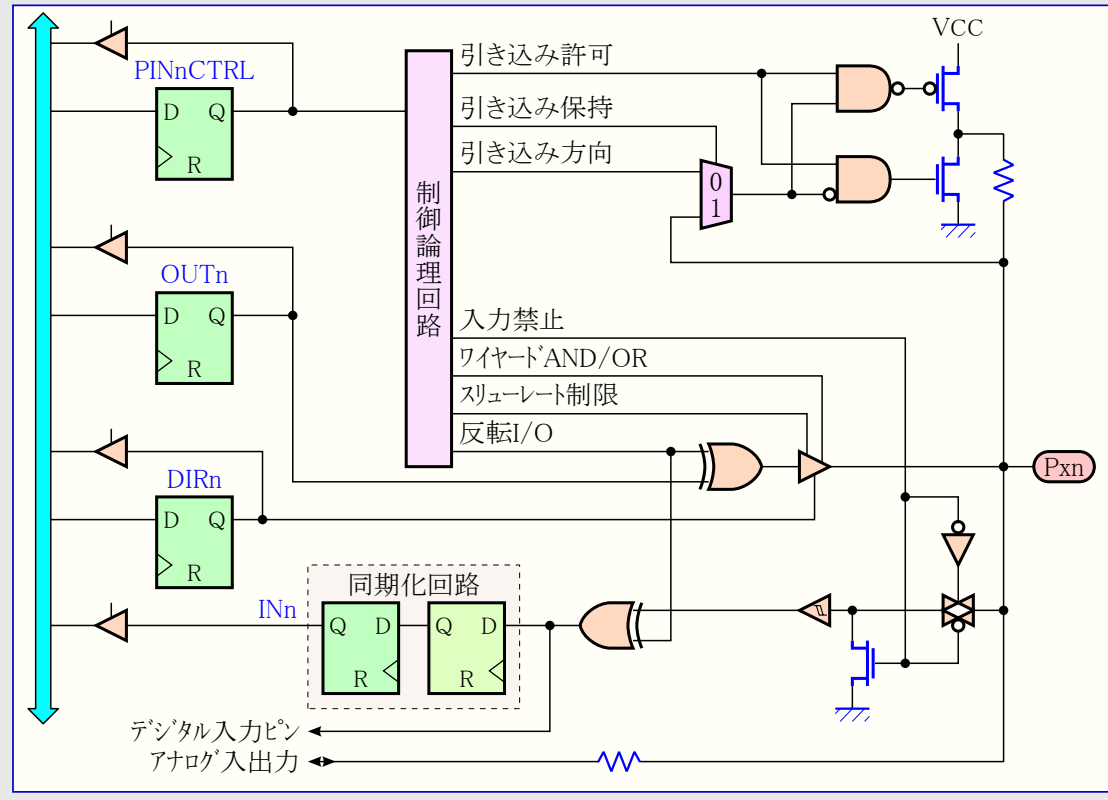 VCC
引き込み許可
PINnCTRL
D Q
R
引き込み保持
引き込み方向
0
1
制御論理回路
OUTn
D Q
R
入力禁止
ワイヤードAND/OR
スリューレート制限
反転I/O
Pxn
DIRn
D Q
R
同期化回路
INn
Q D
R
Q D
R
デジタル入力ピン
アナログ入出力